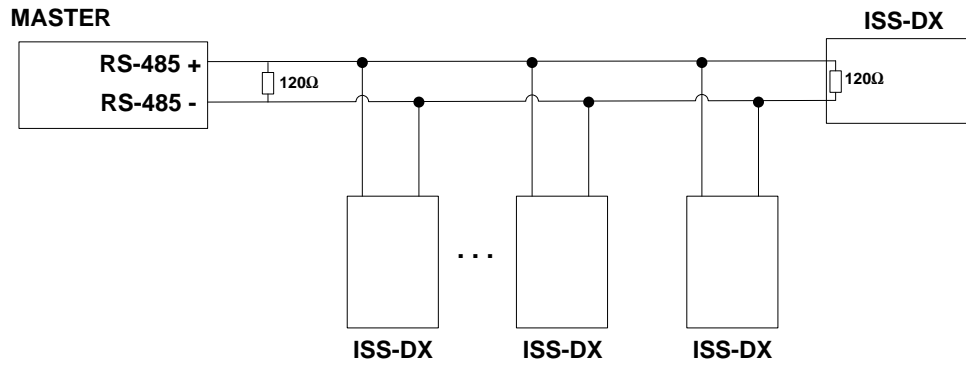 MASTER
ISS-DX
RS-485 +
120Ω
120Ω
RS-485 -
. . .
ISS-DX
ISS-DX
ISS-DX